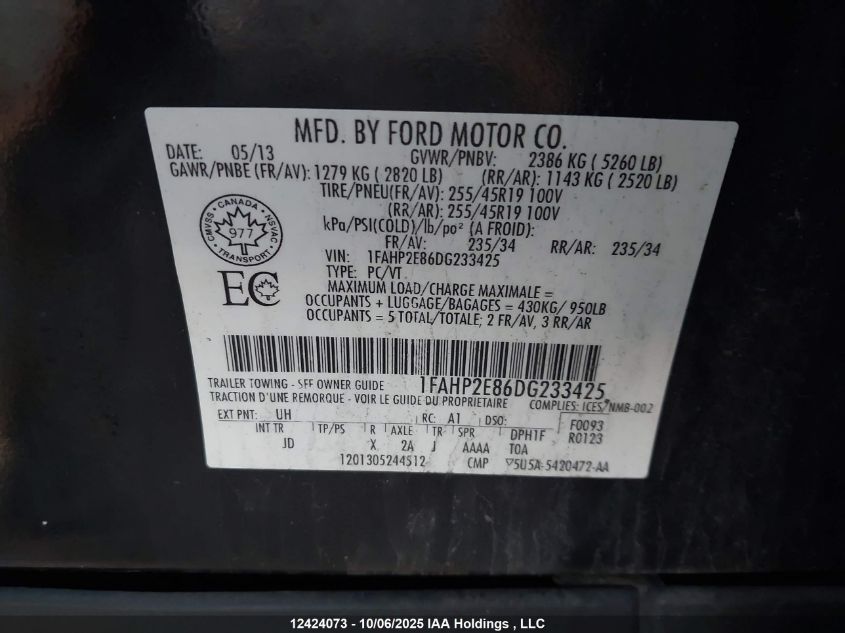 MFD. BY FORD MOTOR CO.
DATE: 05/13 GVWR/PNBV: 2386 KG ( 5260 LB)
GAWR/PNBE (FR/AV): 1279 KG ( 2820 LB) (RR/AR): 1143 KG ( 2520 LB)
TIRE/PNEU(FR/AV): 255/45R19 100V
(RR/AR): 255/45R19 100V
kPa/PSI(COLD)/lb/po² (A FROID):
FR/AV: 235/34 RR/AR: 235/34
CANADA
CMVSS NSVAC
977
TRANSPORT
VIN: 1FAHP2E86DG233425
TYPE: PC/VT
EC
MAXIMUM LOAD/CHARGE MAXIMALE =
OCCUPANTS + LUGGAGE/BAGAGES = 430KG/ 950LB
OCCUPANTS = 5 TOTAL/TOTALE; 2 FR/AV, 3 RR/AR
1FAHP2E86DG233425
TRAILER TOWING - SEE OWNER GUIDE
TRACTION D'UNE REMORQUE - VOIR LE GUIDE DU PROPRIETAIRE
COMPLIES: ICES/NMB-002
EXT PNT: UH RC: A1 DSO: F0093
INT TR TP/PS R AXLE TR SPR DPH1F R0123
JD X 2A J AAAA TOA
1201305244S12 CMP 5U5A-5420472-AA
12424073 - 10/06/2025 IAA Holdings , LLC